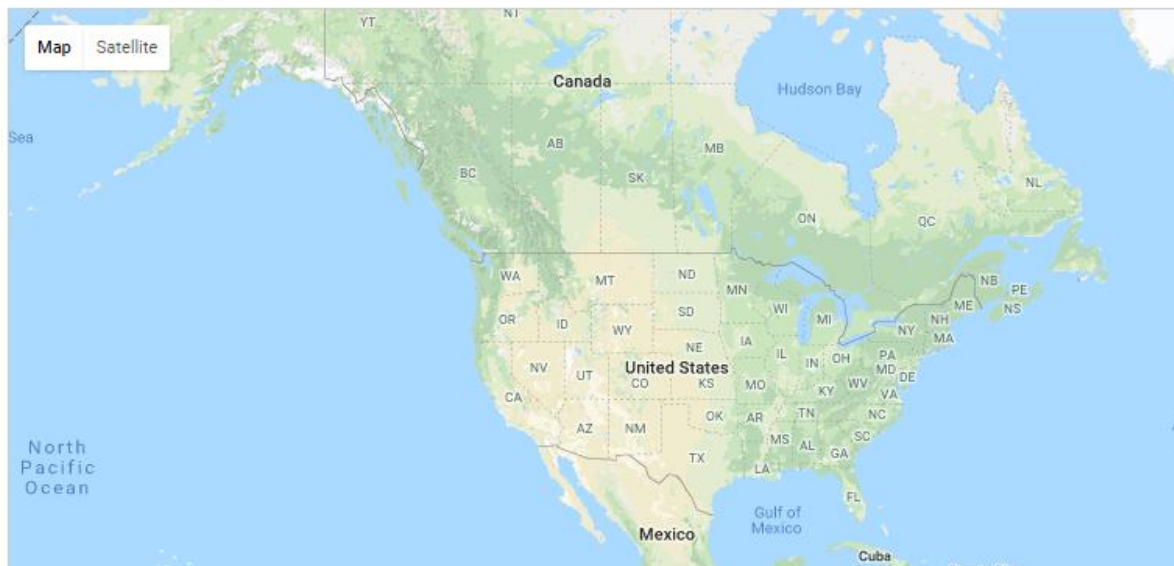 Map Satellite
YT
NT
Canada
Hudson Bay
Sea
AB
MB
BC
SK
NL
ON
QC
WA
MT
ND
MN
NB
PE
ME
NS
OR
ID
WY
SD
WI
MI
NH
NY
MA
NE
IA
IL
IN
OH
PA
MD
DE
NV
UT
CO
United States
KS
MO
KY
WV
VA
CA
AZ
NM
OK
AR
TN
NC
SC
MS
AL
GA
TX
LA
FL
North
Pacific
Ocean
Gulf of
Mexico
Mexico
Cuba